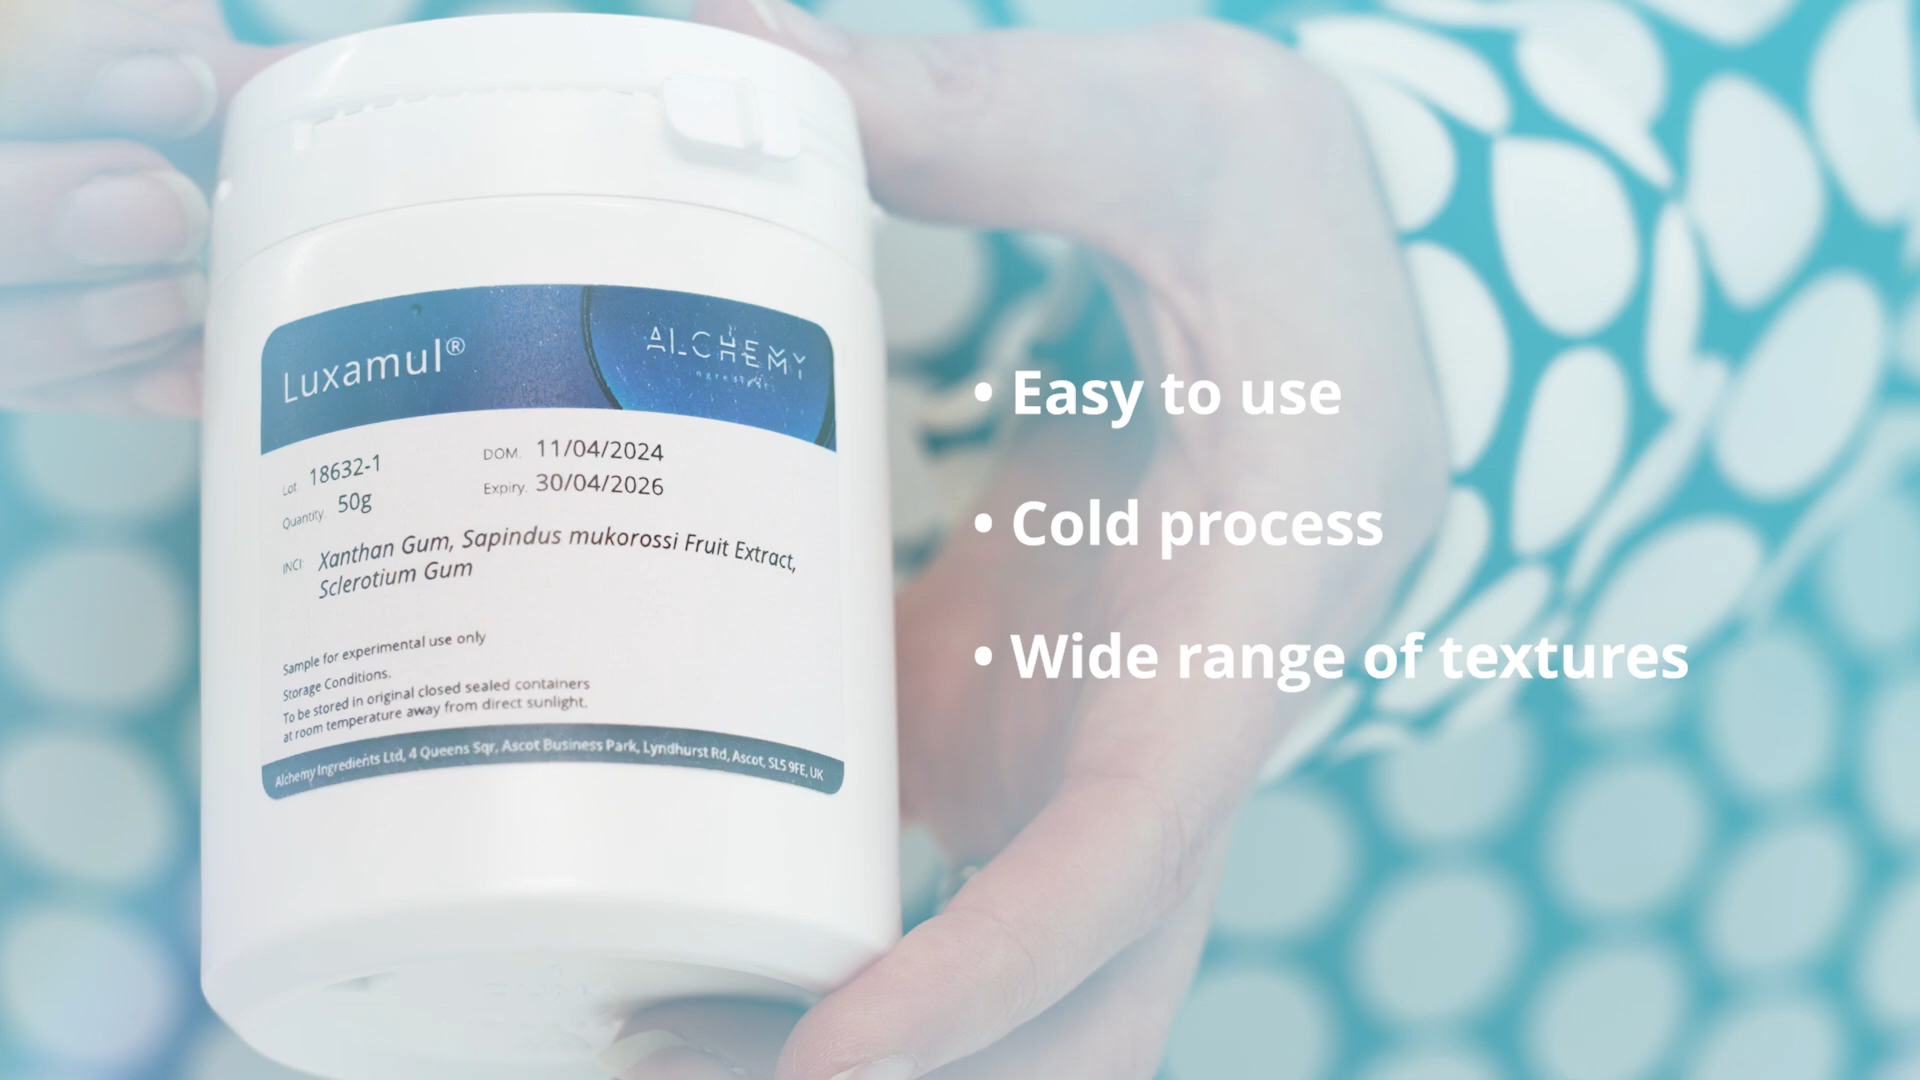 Luxamul®
ALCHEMY
ingredients
Lot. 18632-1
DOM. 11/04/2024
Quantity. 50g
Expiry. 30/04/2026
INCI: Xanthan Gum, Sapindus mukorossi Fruit Extract,
Sclerotium Gum
Sample for experimental use only
Storage Conditions.
To be stored in original closed sealed containers
at room temperature away from direct sunlight.
Alchemy Ingredients Ltd, 4 Queens Sqr, Ascot Business Park, Lyndhurst Rd, Ascot, SL5 9FE, UK
• Easy to use
• Cold process
• Wide range of textures